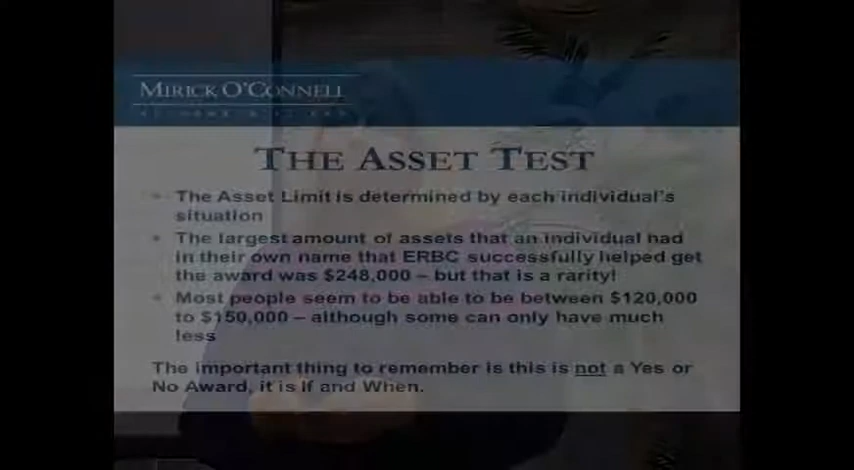 MIRICK O'CONNELL
THE ASSET TEST
• The Asset Limit is determined by each individual's
situation
• The largest amount of assets that an individual had
in their own name that ERBC successfully helped get
the award was $248,000 – but that is a rarity!
• Most people seem to be able to be between $120,000
to $150,000 – although some can only have much
less
The important thing to remember is this is not a Yes or
No Award, it is If and When.